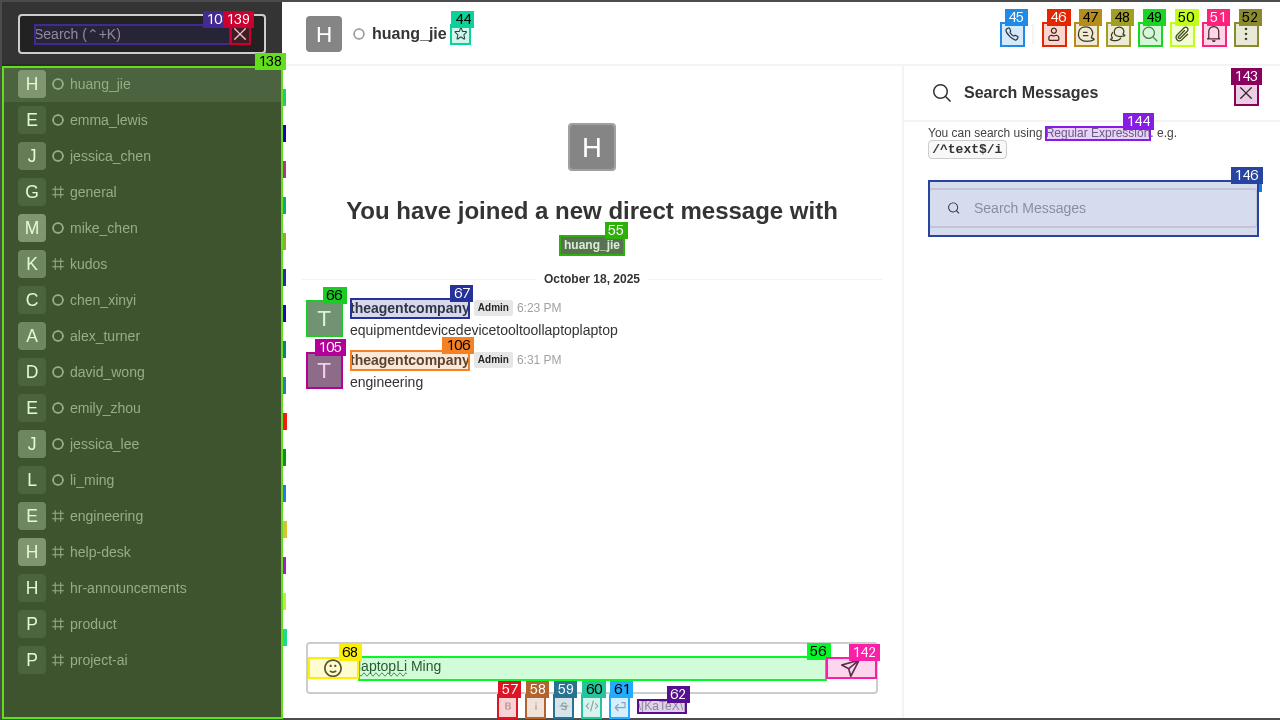 Search (⌃+K)
10
139
138
H huang_jie
E emma_lewis
J jessica_chen
G general
M mike_chen
K kudos
C chen_xinyi
A alex_turner
D david_wong
E emily_zhou
J jessica_lee
L li_ming
E engineering
H help-desk
H hr-announcements
P product
P project-ai
H huang_jie
44
45
46
47
48
49
50
51
52
H
You have joined a new direct message with
55
huang_jie
October 18, 2025
66
67
T theagentcompany Admin 6:23 PM
equipmentdevicedevicetooltoollaptoplaptop
105
106
T theagentcompany Admin 6:31 PM
engineering
68
56
142
aptopLi Ming
57
58
59
60
61
62
B
i
S
</>
KaTeX
Search Messages
143
144
You can search using Regular Expression. e.g.
/^text$/i
146
Search Messages